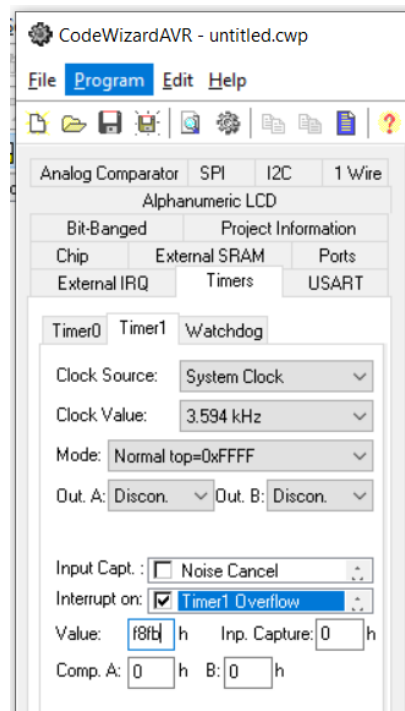 CodeWizardAVR - untitled.cwp
File Program Edit Help
Analog Comparator SPI I2C 1 Wire
Alphanumeric LCD
Bit-Banged Project Information
Chip External SRAM Ports
External IRQ Timers USART
Timer0 Timer1 Watchdog
Clock Source: System Clock
Clock Value: 3.594 kHz
Mode: Normal top=0xFFFF
Out. A: Discon. Out. B: Discon.
Input Capt. : Noise Cancel
Interrupt on: Timer1 Overflow
Value: f8fb h Inp. Capture: 0 h
Comp. A: 0 h B: 0 h